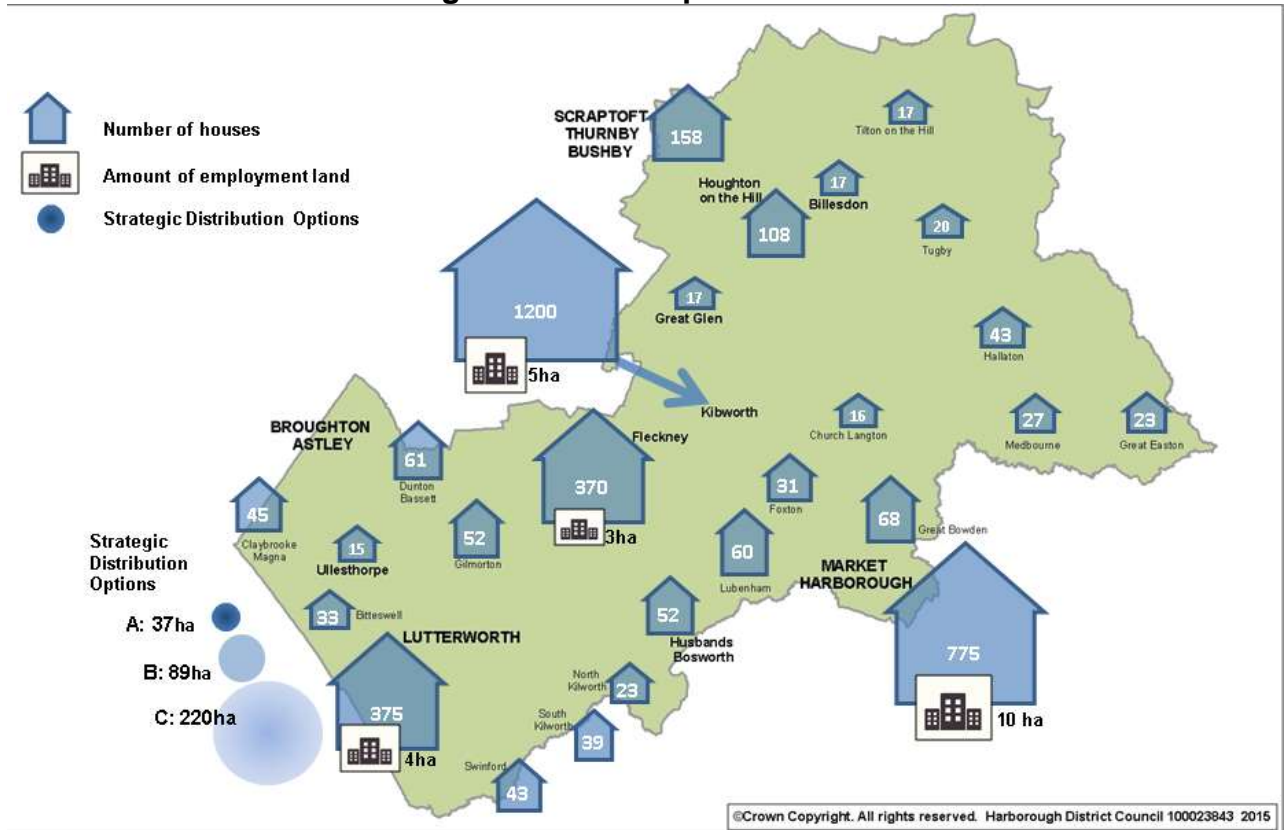 Number of houses
Amount of employment land
Strategic Distribution Options
SCRAPTOFT
THURNBY
BUSHBY
158
17
Tilton on the Hill
Houghton
on the Hill
108
17
Billesdon
20
Tugby
1200
5ha
17
Great Glen
43
Hallaton
Kibworth
BROUGHTON
ASTLEY
61
Dunton
Bassett
Fleckney
370
3ha
16
Church Langton
27
Medbourne
23
Great Easton
45
Claybrooke
Magna
15
Ullesthorpe
52
Gilmorton
31
Foxton
68
Great Bowden
60
Lubenham
MARKET
HARBOROUGH
775
10 ha
Strategic
Distribution
Options
A: 37ha
B: 89ha
C: 220ha
33
Bitteswell
LUTTERWORTH
375
4ha
52
Husbands
Bosworth
North
Kilworth
23
South
Kilworth
39
Swinford
43
©Crown Copyright. All rights reserved. Harborough District Council 100023843 2015